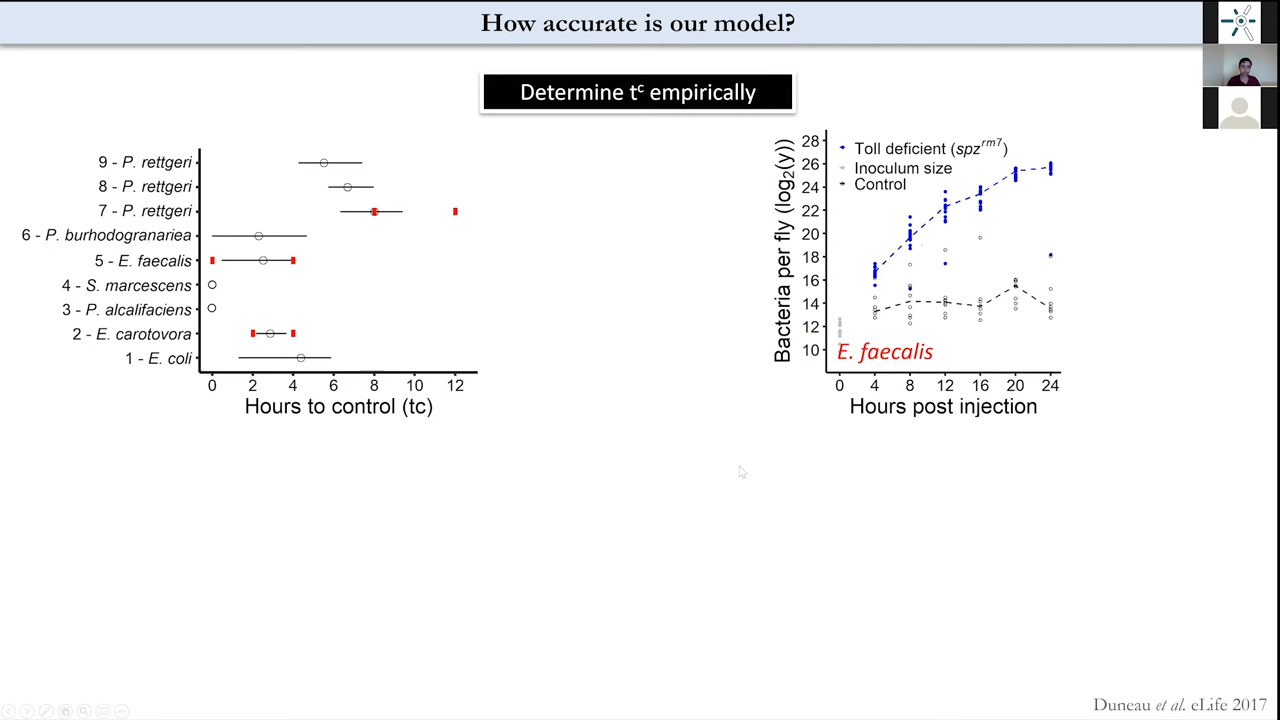 How accurate is our model?
Determine tᶜ empirically
9 - P. rettgeri
8 - P. rettgeri
7 - P. rettgeri
6 - P. burhodogranariea
5 - E. faecalis
4 - S. marcescens
3 - P. alcalifaciens
2 - E. carotovora
1 - E. coli
0 2 4 6 8 10 12
Hours to control (tc)
Bacteria per fly (log₂(y))
28
26
24
22
20
18
16
14
12
10
Toll deficient (spz^rm7)
Inoculum size
Control
E. faecalis
0 4 8 12 16 20 24
Hours post injection
Duneau et al. eLife 2017